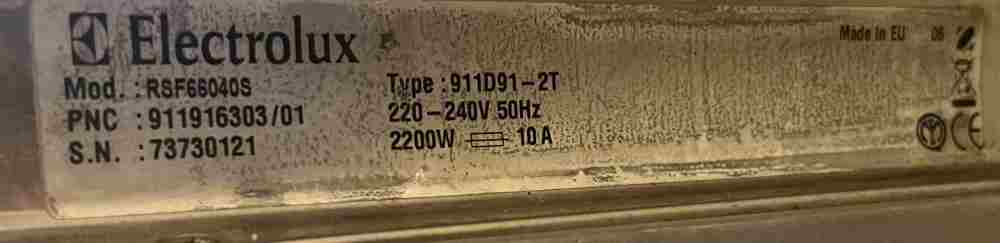 Electrolux
Made in EU 06
Mod. : RSF66040S
Type : 911D91-2T
PNC : 911916303/01
220-240V 50Hz
S.N. : 73730121
2200W 10 A
CE